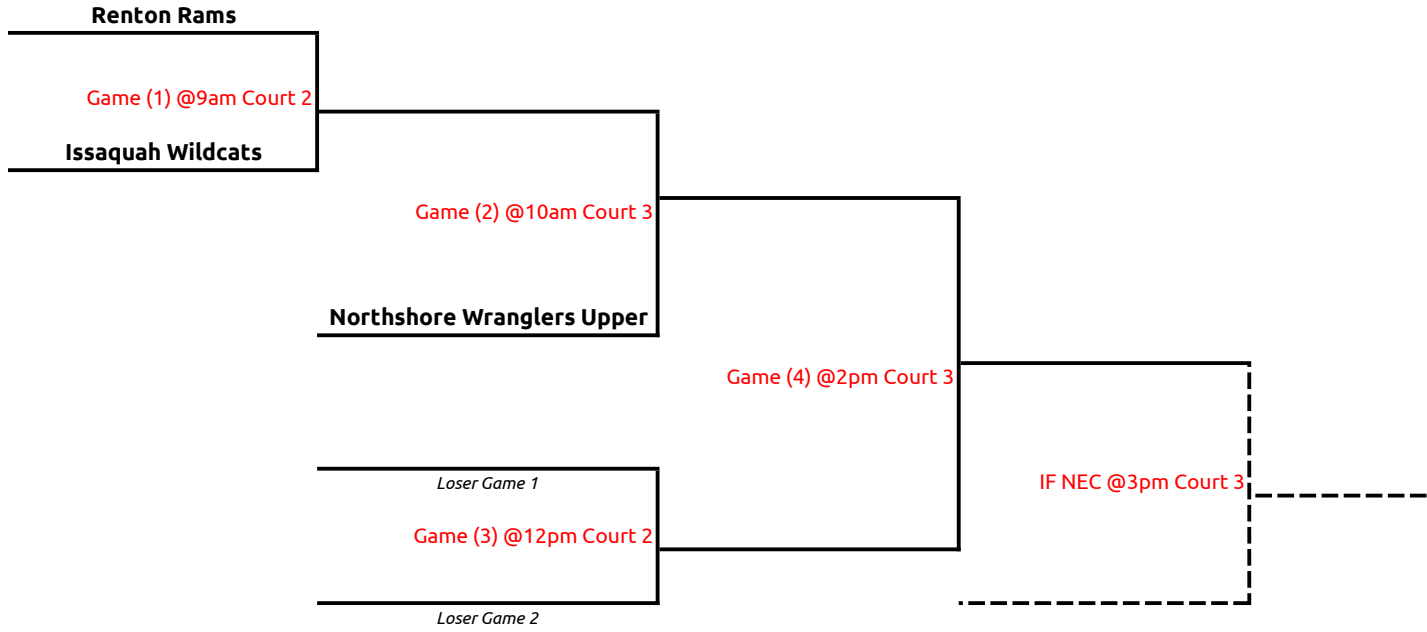 Renton Rams
Game (1) @9am Court 2
Issaquah Wildcats
Game (2) @10am Court 3
Northshore Wranglers Upper
Game (4) @2pm Court 3
Loser Game 1
IF NEC @3pm Court 3
Game (3) @12pm Court 2
Loser Game 2